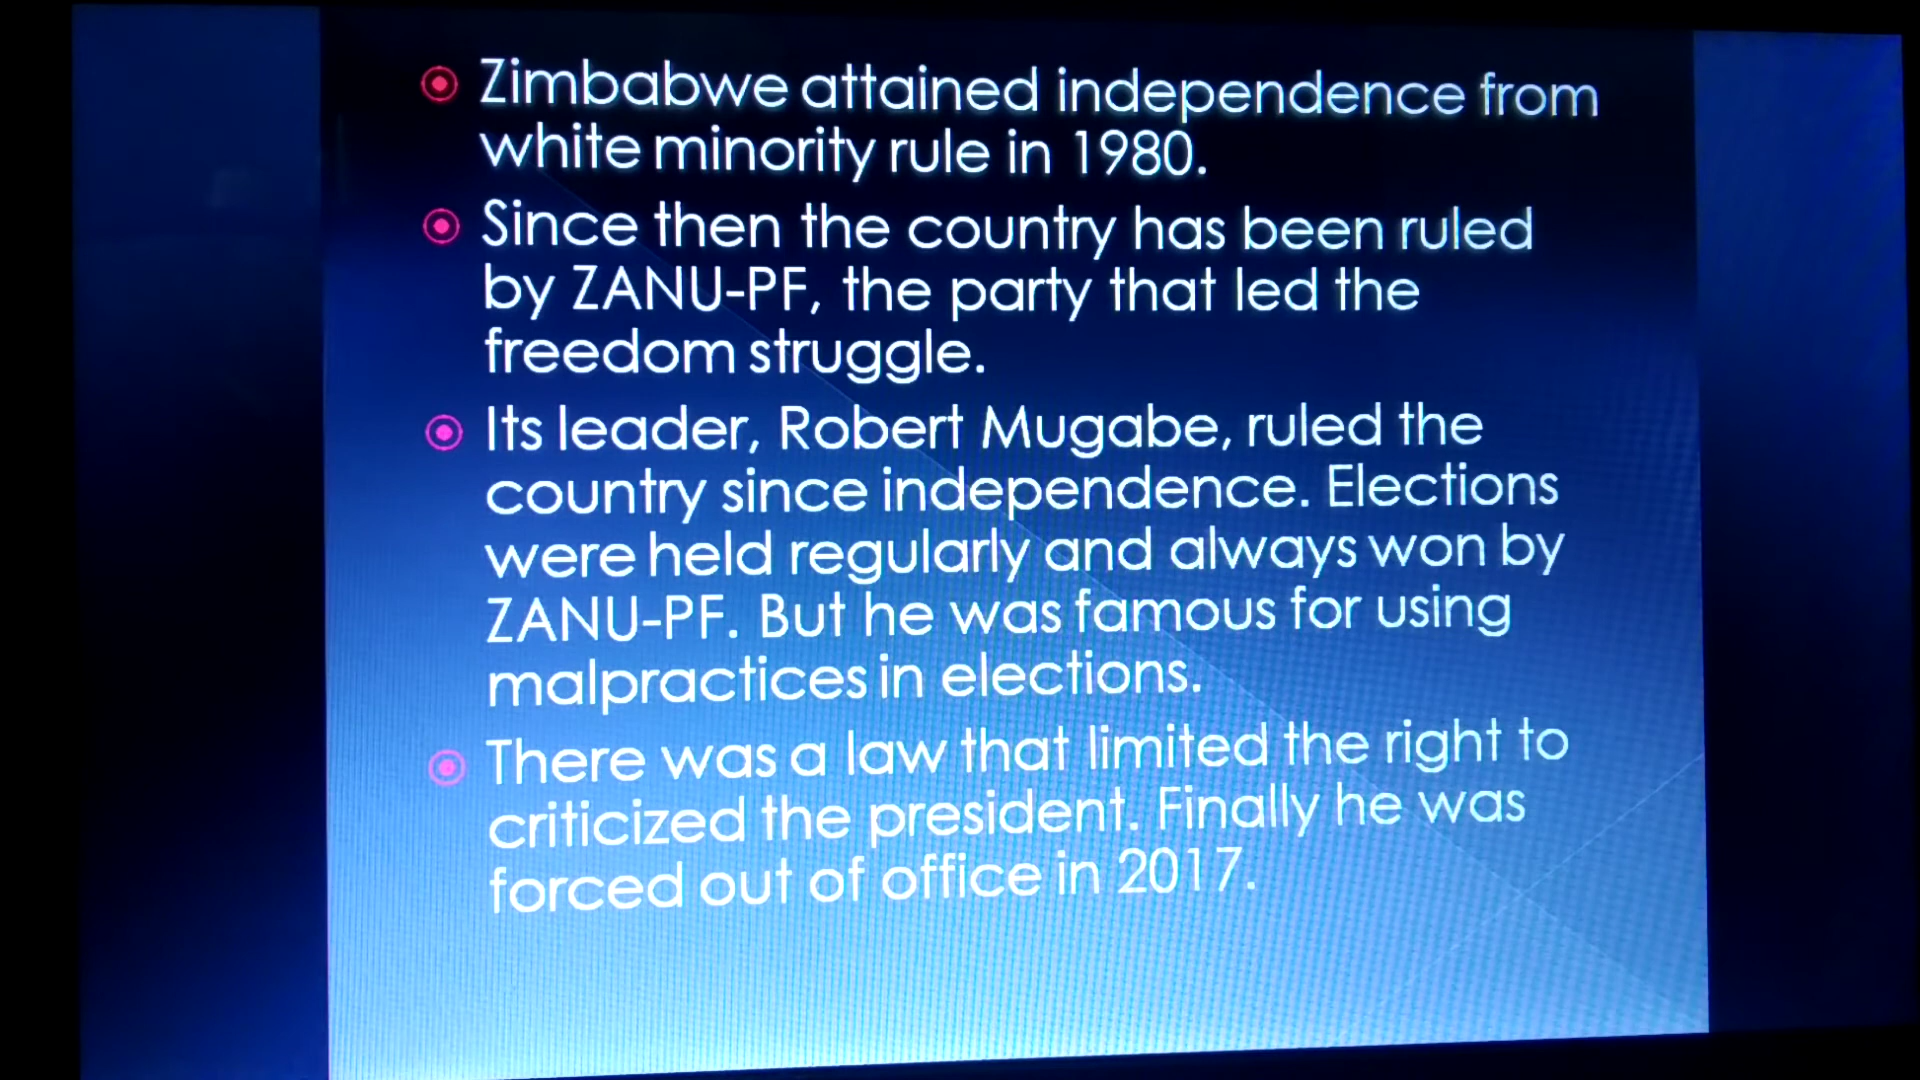 Zimbabwe attained independence from
white minority rule in 1980.
Since then the country has been ruled
by ZANU-PF, the party that led the
freedom struggle.
Its leader, Robert Mugabe, ruled the
country since independence. Elections
were held regularly and always won by
ZANU-PF. But he was famous for using
malpractices in elections.
There was a law that limited the right to
criticized the president. Finally he was
forced out of office in 2017.